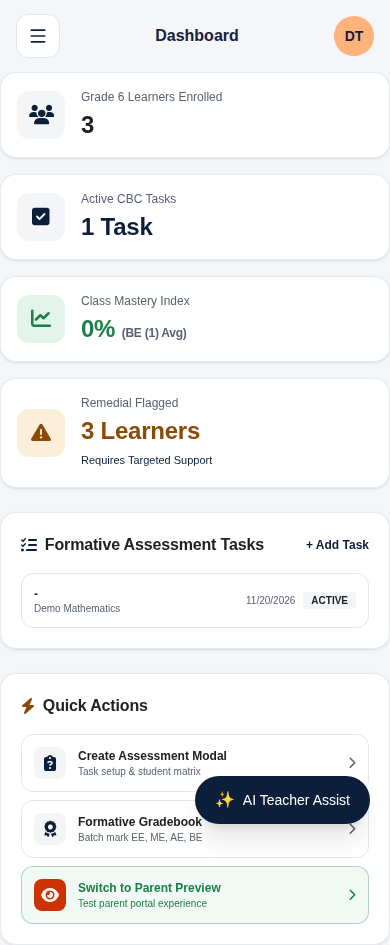 Dashboard
DT
Grade 6 Learners Enrolled
3
Active CBC Tasks
1 Task
Class Mastery Index
0% (BE (1) Avg)
Remedial Flagged
3 Learners
Requires Targeted Support
Formative Assessment Tasks
+ Add Task
-
Demo Mathematics
11/20/2026
ACTIVE
Quick Actions
Create Assessment Modal
Task setup & student matrix
✨ AI Teacher Assist
Formative Gradebook
Batch mark EE, ME, AE, BE
Switch to Parent Preview
Test parent portal experience